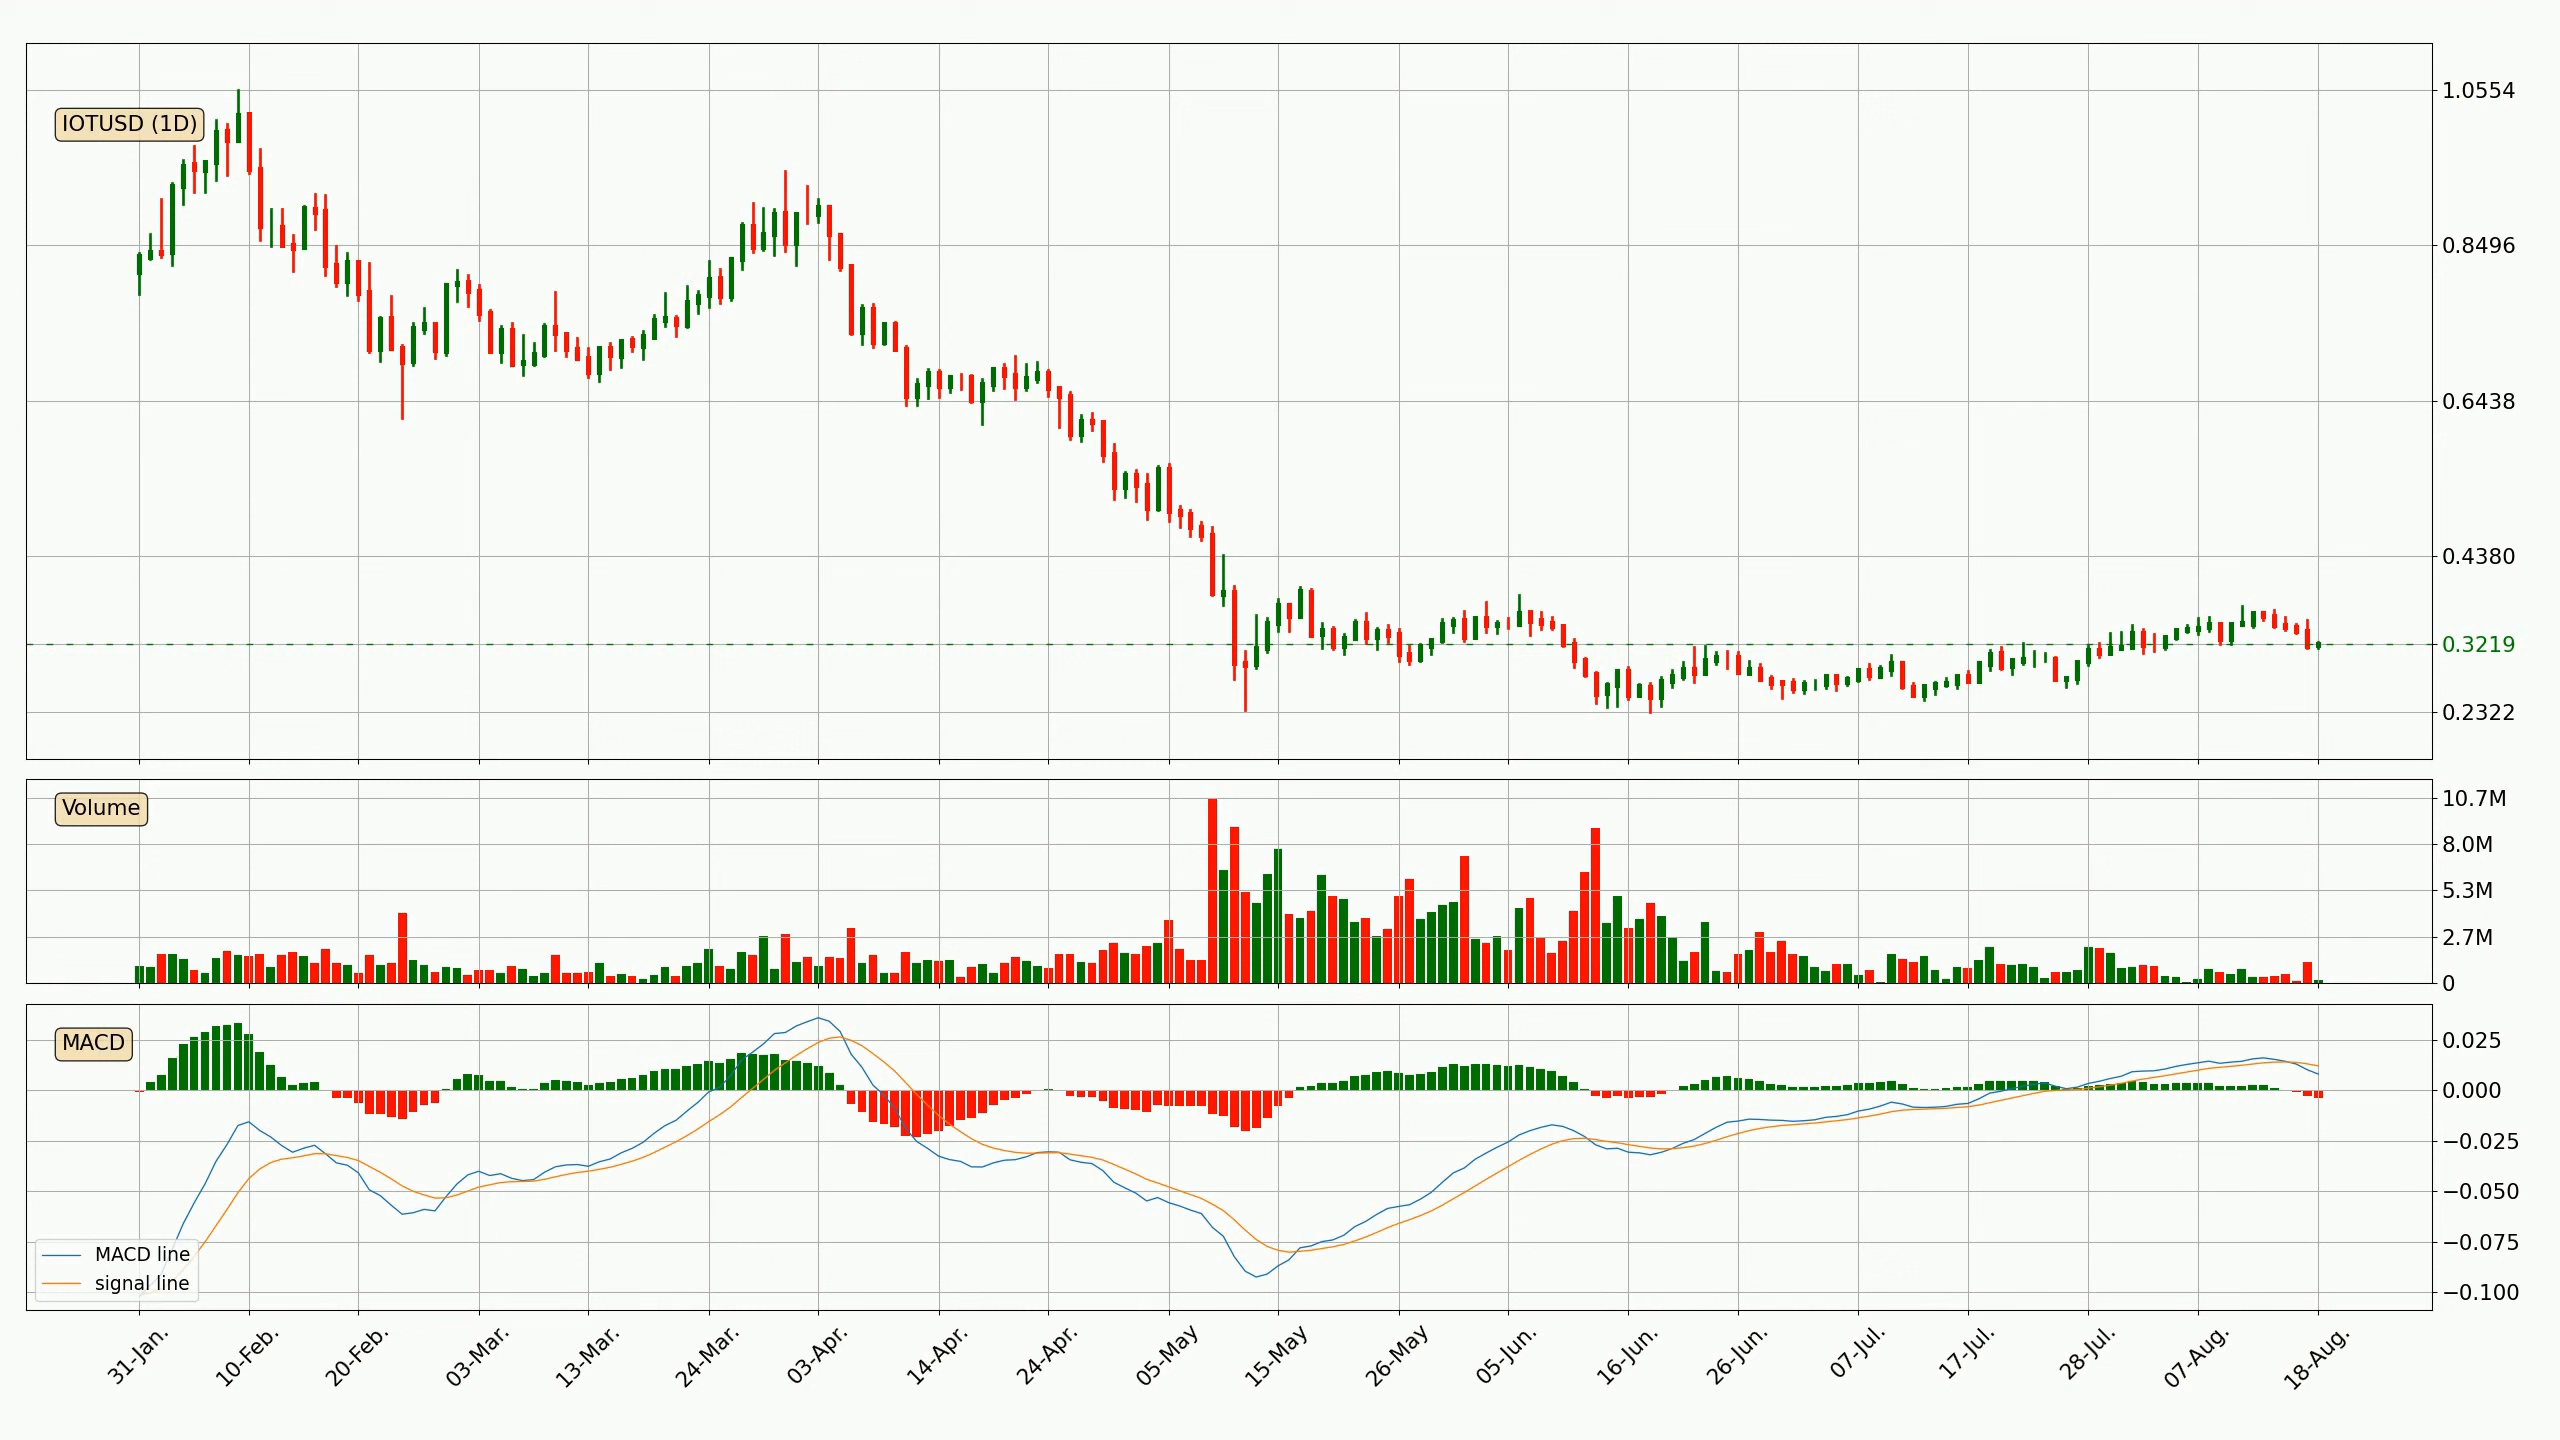 IOTUSD (1D)
1.0554
0.8496
0.6438
0.4380
0.3219
0.2322
Volume
10.7M
8.0M
5.3M
2.7M
0
MACD
0.025
0.000
−0.025
−0.050
−0.075
−0.100
MACD line
signal line
31-Jan. 10-Feb. 20-Feb. 03-Mar. 13-Mar. 24-Mar. 03-Apr. 14-Apr. 24-Apr. 05-May 15-May 26-May 05-Jun. 16-Jun. 26-Jun. 07-Jul. 17-Jul. 28-Jul. 07-Aug. 18-Aug.